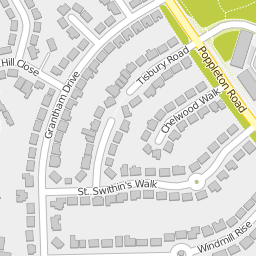 Poppleton Road
Tisbury Road
Hill Close
Grantham Drive
Chelwood Walk
St. Swithin's Walk
Windmill Rise